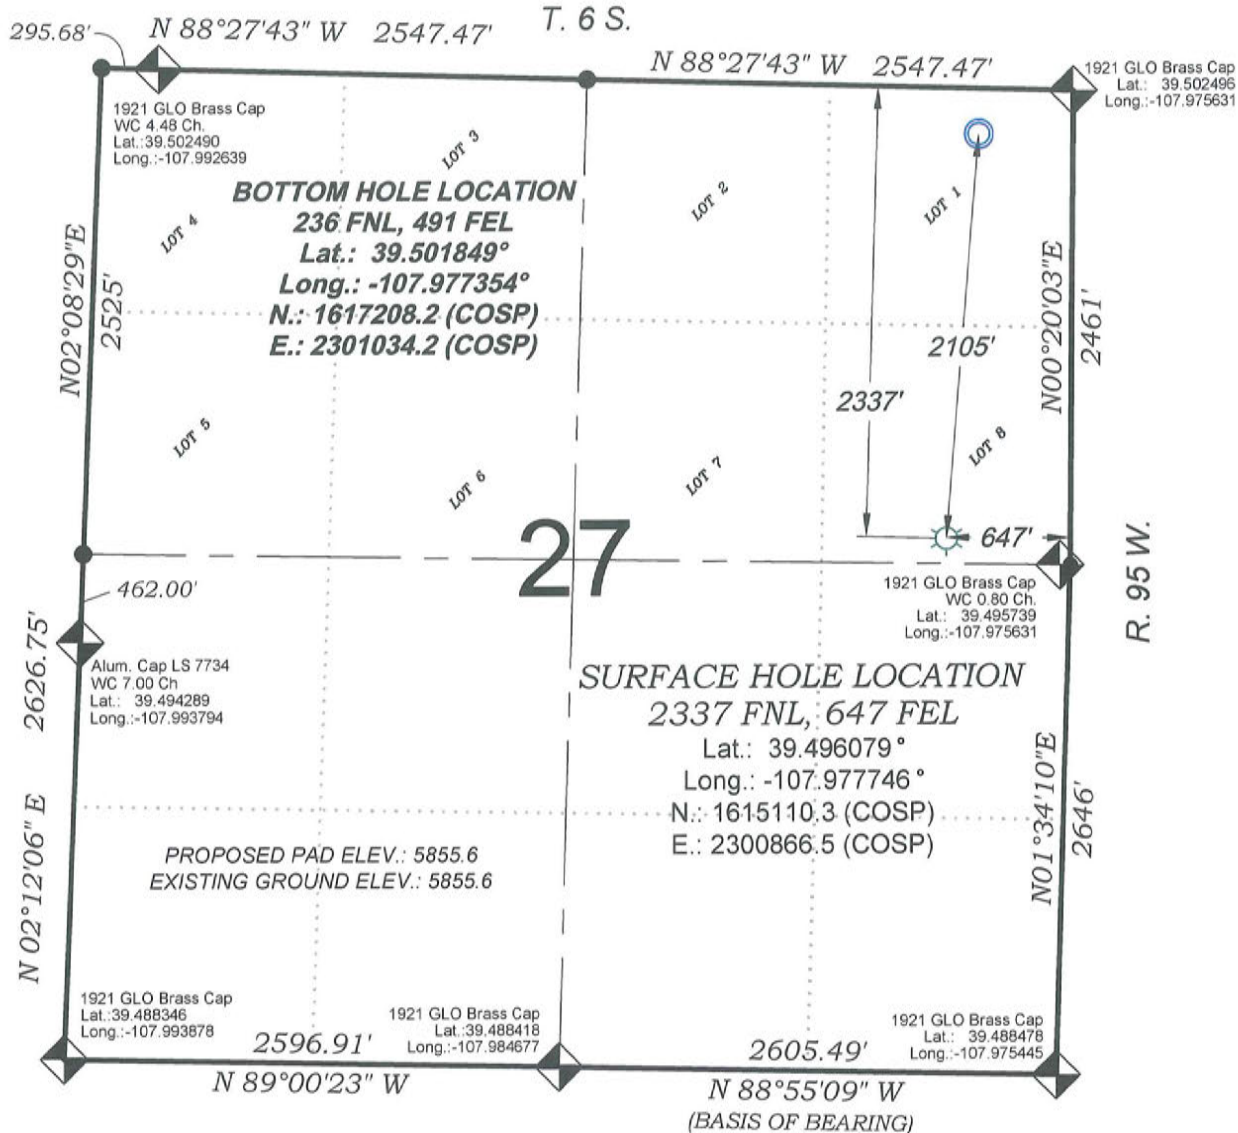 T. 6 S.
295.68'
N 88°27'43" W 2547.47'
N 88°27'43" W 2547.47'
1921 GLO Brass Cap
Lat.: 39.502496
Long.:-107.975631
1921 GLO Brass Cap
WC 4.48 Ch.
Lat.:39.502490
Long.:-107.992639
LOT 3
LOT 2
LOT 1
LOT 4
BOTTOM HOLE LOCATION
236 FNL, 491 FEL
Lat.: 39.501849°
Long.: -107.977354°
N.: 1617208.2 (COSP)
E.: 2301034.2 (COSP)
N02°08'29"E
2525'
N00°20'03"E
2461'
2105'
2337'
LOT 5
LOT 6
LOT 7
LOT 8
27
647'
R. 95 W.
462.00'
1921 GLO Brass Cap
WC 0.80 Ch.
Lat.: 39.495739
Long.:-107.975631
Alum. Cap LS 7734
WC 7.00 Ch
Lat.: 39.494289
Long.:-107.993794
N 02°12'06" E 2626.75'
SURFACE HOLE LOCATION
2337 FNL, 647 FEL
Lat.: 39.496079°
Long.: -107.977746°
N.: 1615110.3 (COSP)
E.: 2300866.5 (COSP)
N01°34'10"E
2646'
PROPOSED PAD ELEV.: 5855.6
EXISTING GROUND ELEV.: 5855.6
1921 GLO Brass Cap
Lat.:39.488346
Long.:-107.993878
1921 GLO Brass Cap
Lat.:39.488418
Long.:-107.984677
1921 GLO Brass Cap
Lat.: 39.488478
Long.:-107.975445
2596.91'
N 89°00'23" W
2605.49'
N 88°55'09" W
(BASIS OF BEARING)